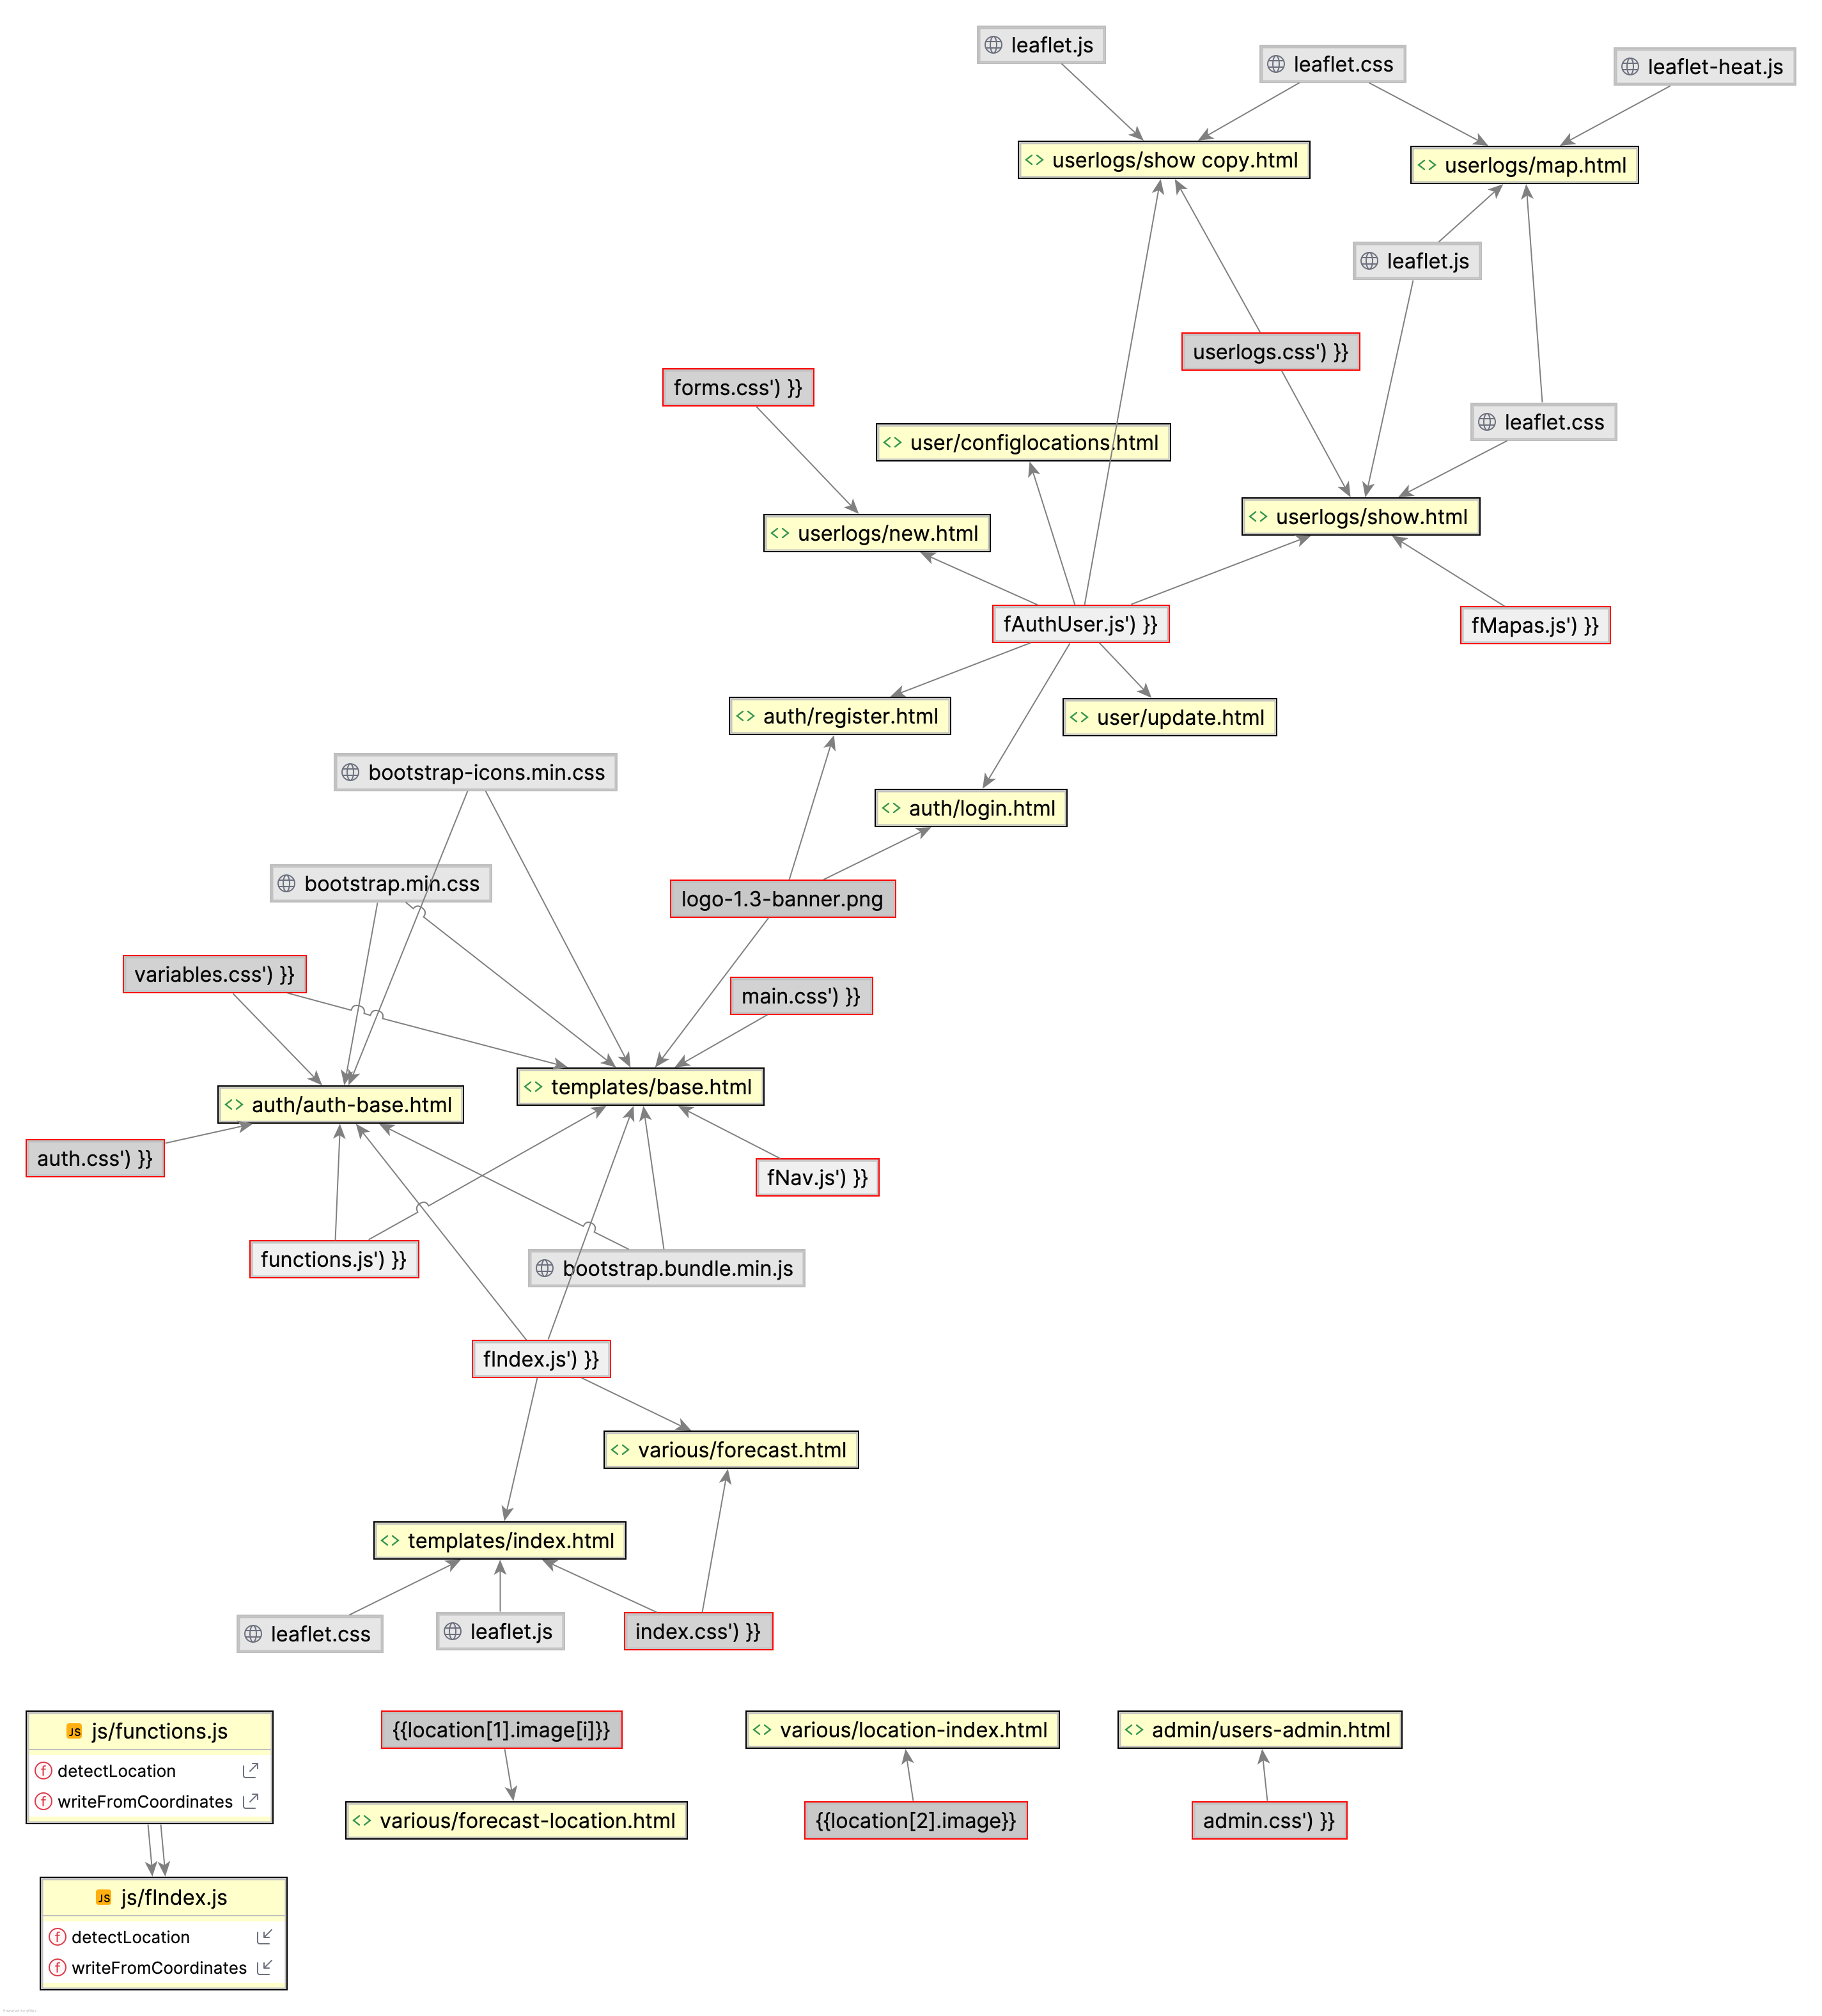 leaflet.js
leaflet.css
leaflet-heat.js
<> userlogs/show copy.html
<> userlogs/map.html
leaflet.js
userlogs.css') }}
forms.css') }}
leaflet.css
<> user/configlocations.html
<> userlogs/show.html
<> userlogs/new.html
fAuthUser.js') }}
fMapas.js') }}
<> auth/register.html
<> user/update.html
bootstrap-icons.min.css
<> auth/login.html
bootstrap.min.css
logo-1.3-banner.png
variables.css') }}
main.css') }}
<> templates/base.html
<> auth/auth-base.html
auth.css') }}
fNav.js') }}
functions.js') }}
bootstrap.bundle.min.js
fIndex.js') }}
<> various/forecast.html
<> templates/index.html
leaflet.css
leaflet.js
index.css') }}
JS js/functions.js
f detectLocation
f writeFromCoordinates
{{location[1].image[i]}}
<> various/forecast-location.html
<> various/location-index.html
{{location[2].image}}
<> admin/users-admin.html
admin.css') }}
JS js/fIndex.js
f detectLocation
f writeFromCoordinates